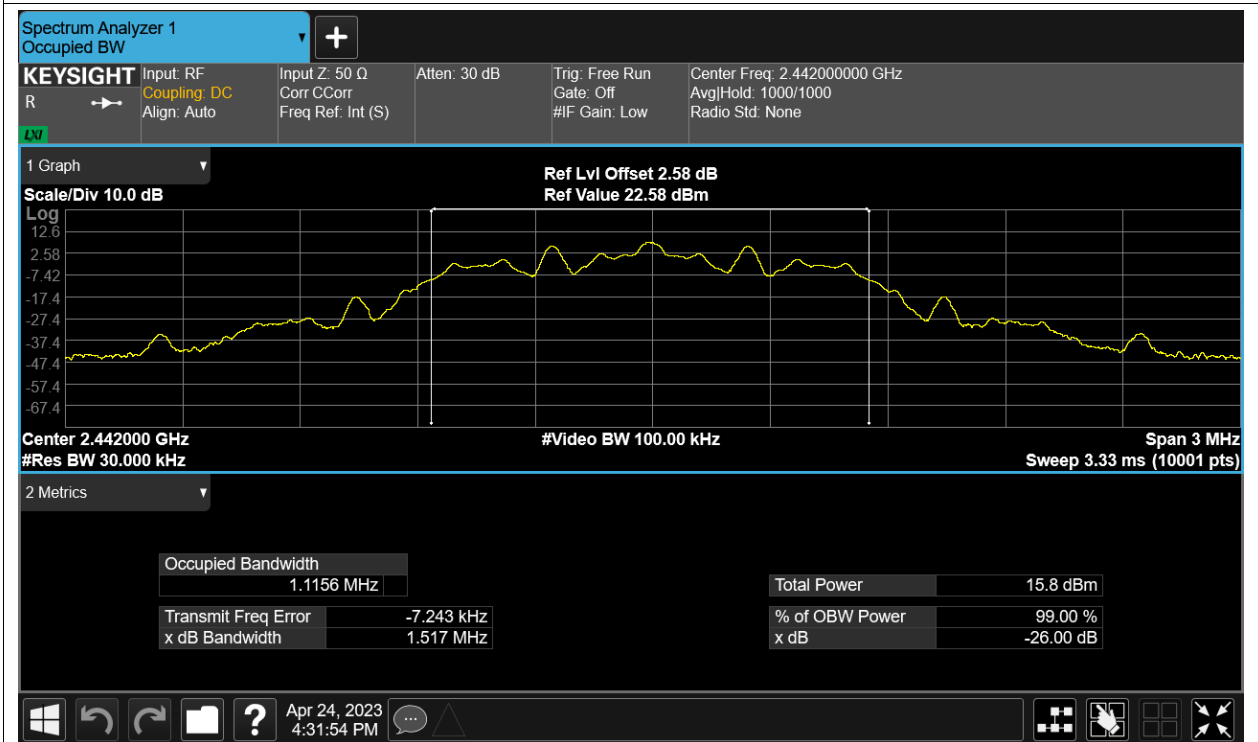 Spectrum Analyzer 1
Occupied BW
+
KEYSIGHT Input: RF Input Z: 50 Ω Atten: 30 dB Trig: Free Run Center Freq: 2.442000000 GHz
R Coupling: DC Corr CCorr Gate: Off Avg|Hold: 1000/1000
Align: Auto Freq Ref: Int (S) #IF Gain: Low Radio Std: None
LXI
1 Graph
Ref Lvl Offset 2.58 dB
Scale/Div 10.0 dB Ref Value 22.58 dBm
Log
12.6
2.58
-7.42
-17.4
-27.4
-37.4
-47.4
-57.4
-67.4
Center 2.442000 GHz #Video BW 100.00 kHz Span 3 MHz
#Res BW 30.000 kHz Sweep 3.33 ms (10001 pts)
2 Metrics
Occupied Bandwidth
1.1156 MHz Total Power 15.8 dBm
Transmit Freq Error -7.243 kHz % of OBW Power 99.00 %
x dB Bandwidth 1.517 MHz x dB -26.00 dB
? Apr 24, 2023
4:31:54 PM